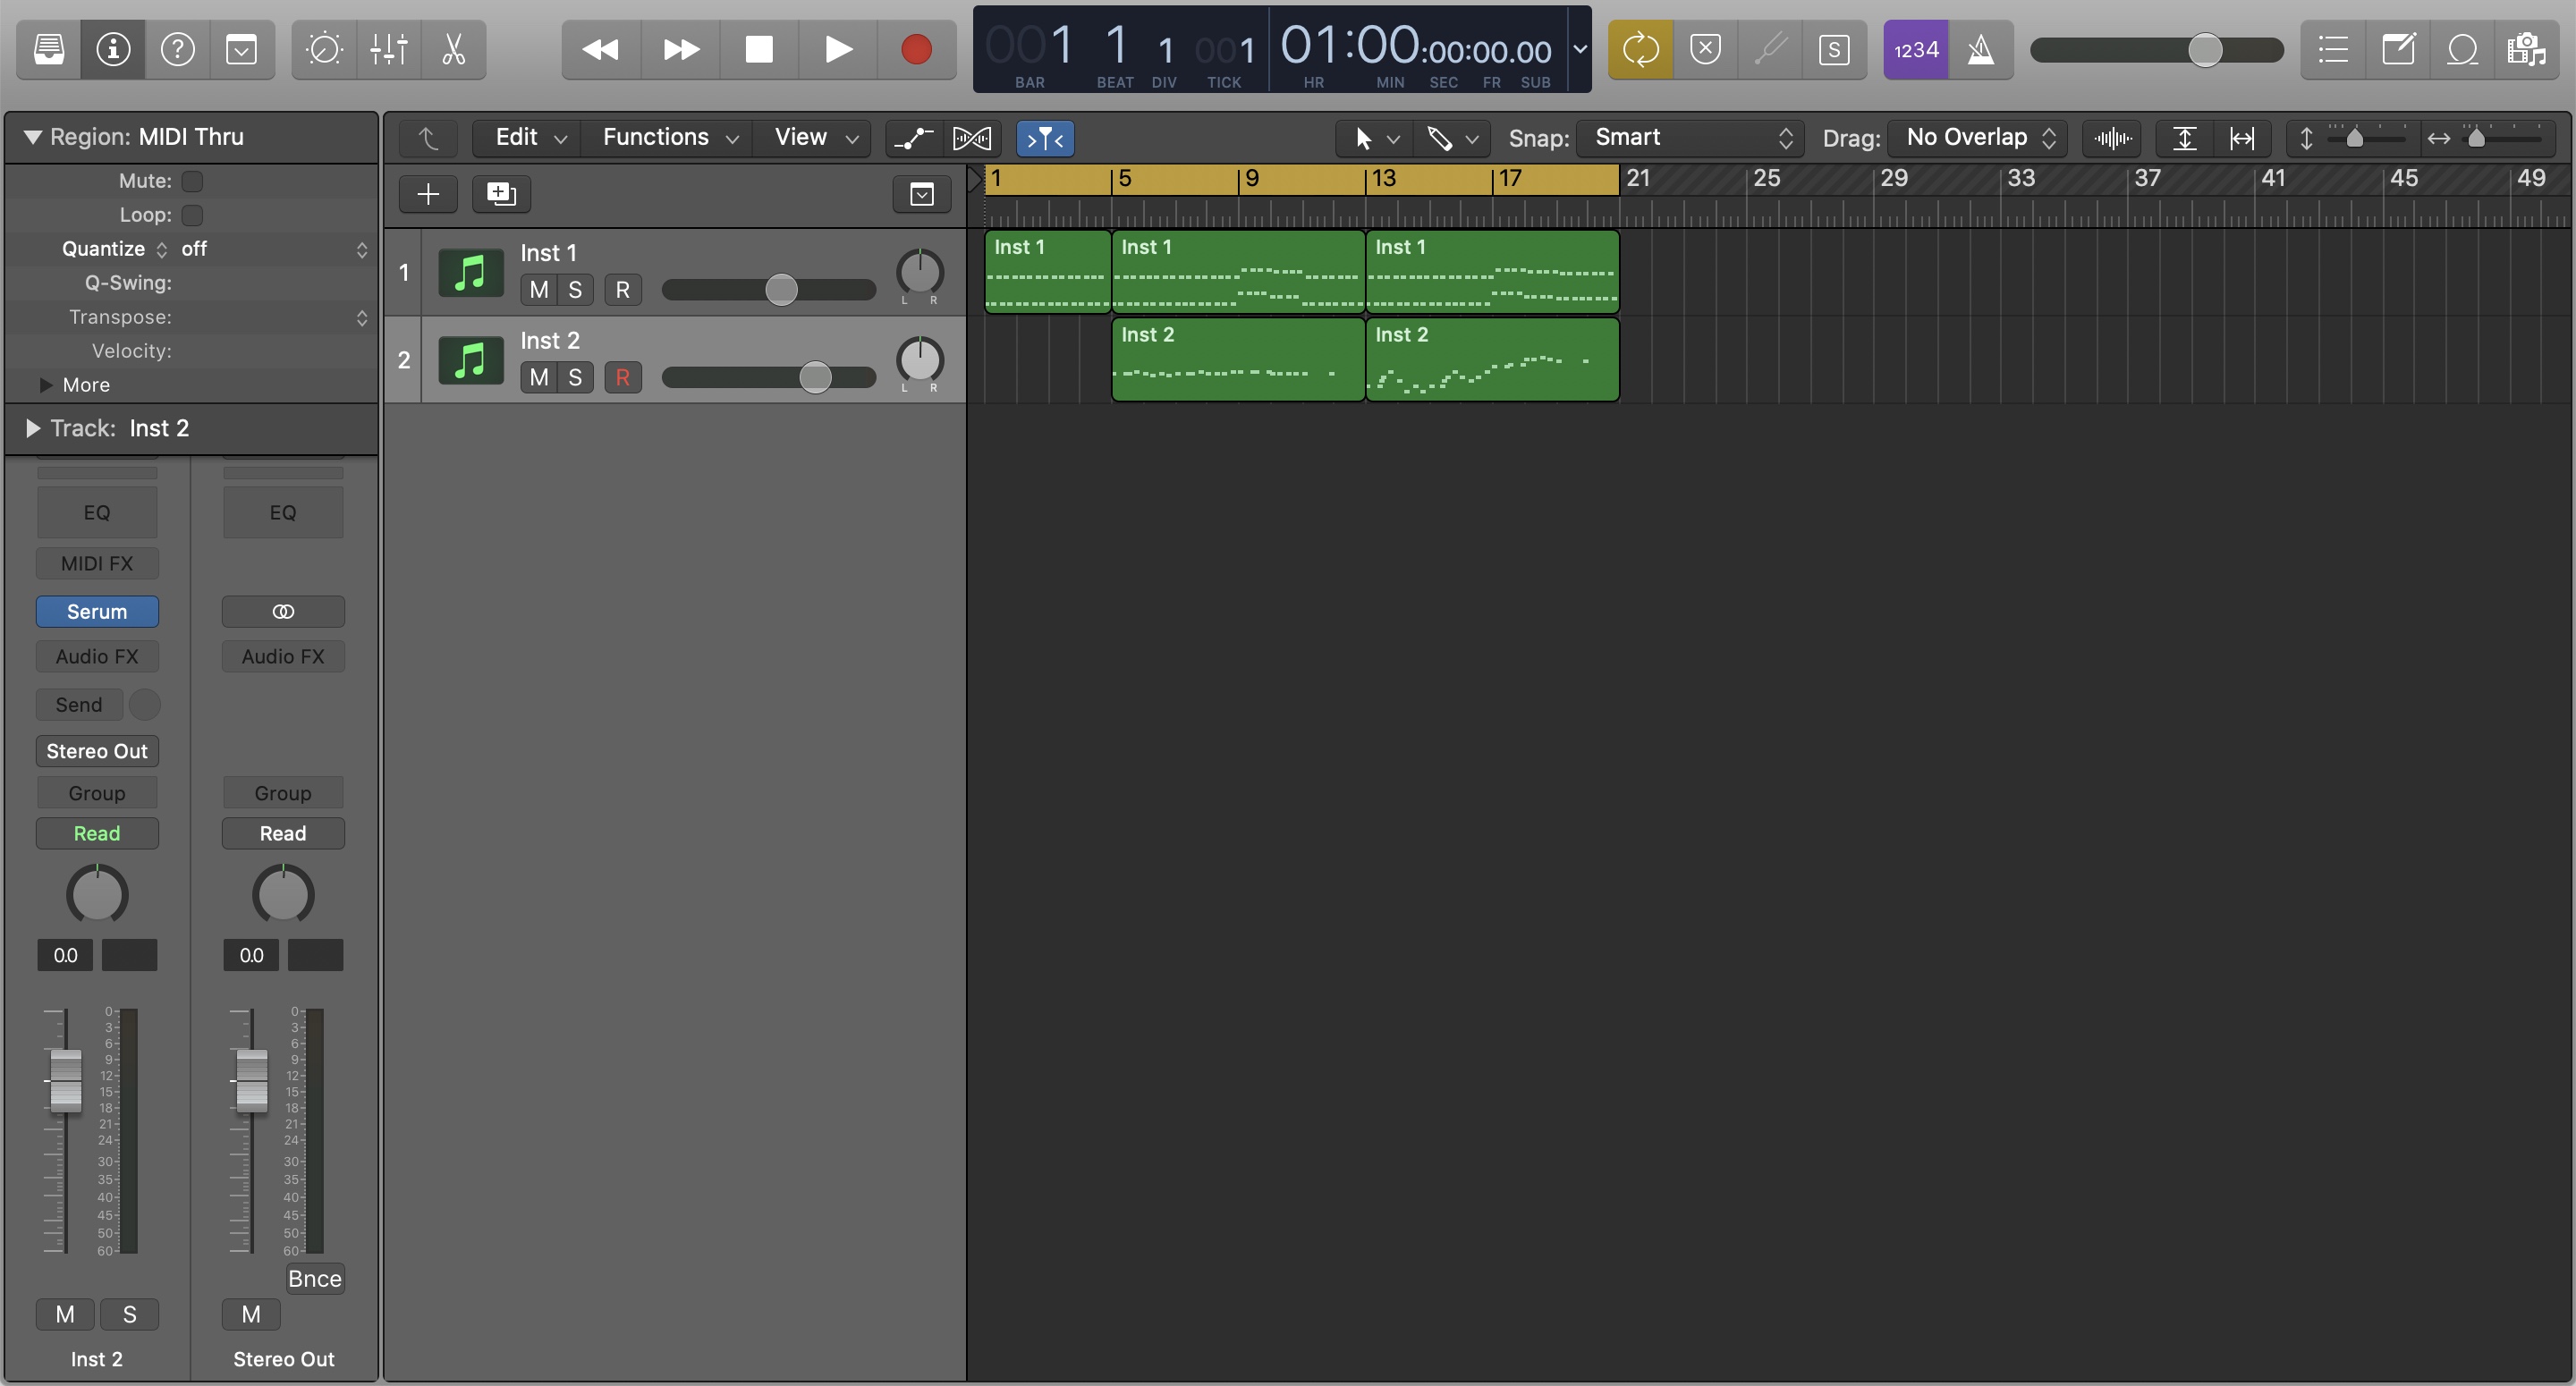 001 1 1 001 01:00:00:00.00
BAR BEAT DIV TICK HR MIN SEC FR SUB
S
1234
Region: MIDI Thru
Edit Functions View
Snap: Smart
Drag: No Overlap
Mute:
Loop:
Quantize off
Q-Swing:
Transpose:
Velocity:
More
Track: Inst 2
1 5 9 13 17 21 25 29 33 37 41 45 49
1 Inst 1
M S R
L R
Inst 1 Inst 1 Inst 1
2 Inst 2
M S R
L R
Inst 2 Inst 2
EQ EQ
MIDI FX
Serum
Audio FX Audio FX
Send
Stereo Out
Group Group
Read Read
0.0 0.0
0 0
3 3
6 6
9 9
12 12
15 15
18 18
21 21
24 24
30 30
35 35
40 40
45 45
50 50
60 60
Bnce
M S M
Inst 2 Stereo Out